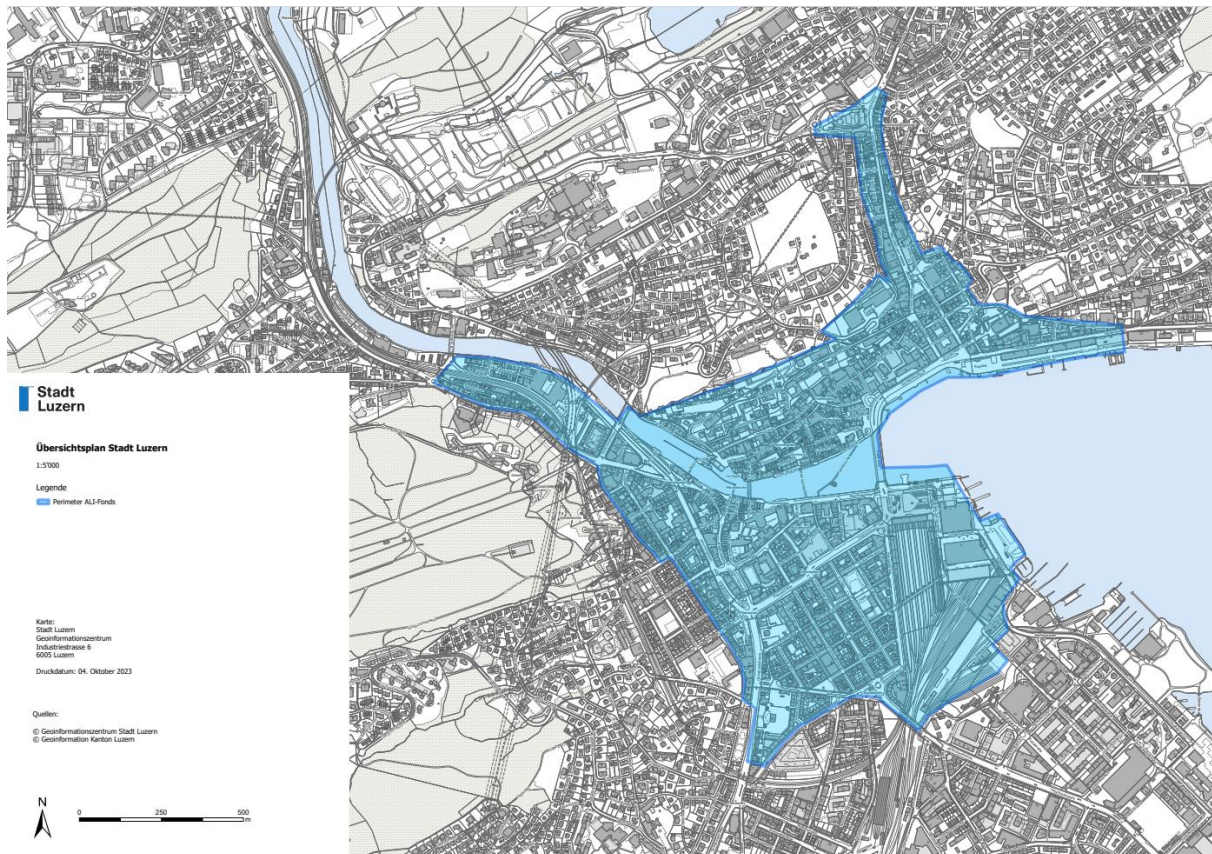 Stadt
Luzern
Übersichtsplan Stadt Luzern
1:5'000
Legende
Perimeter ALI-Fonds
Karte:
Stadt Luzern
Geoinformationszentrum
Industriestrasse 6
6005 Luzern
Druckdatum: 04. Oktober 2023
Quellen:
© Geoinformationszentrum Stadt Luzern
© Geoinformation Kanton Luzern
N
0 250 500
m